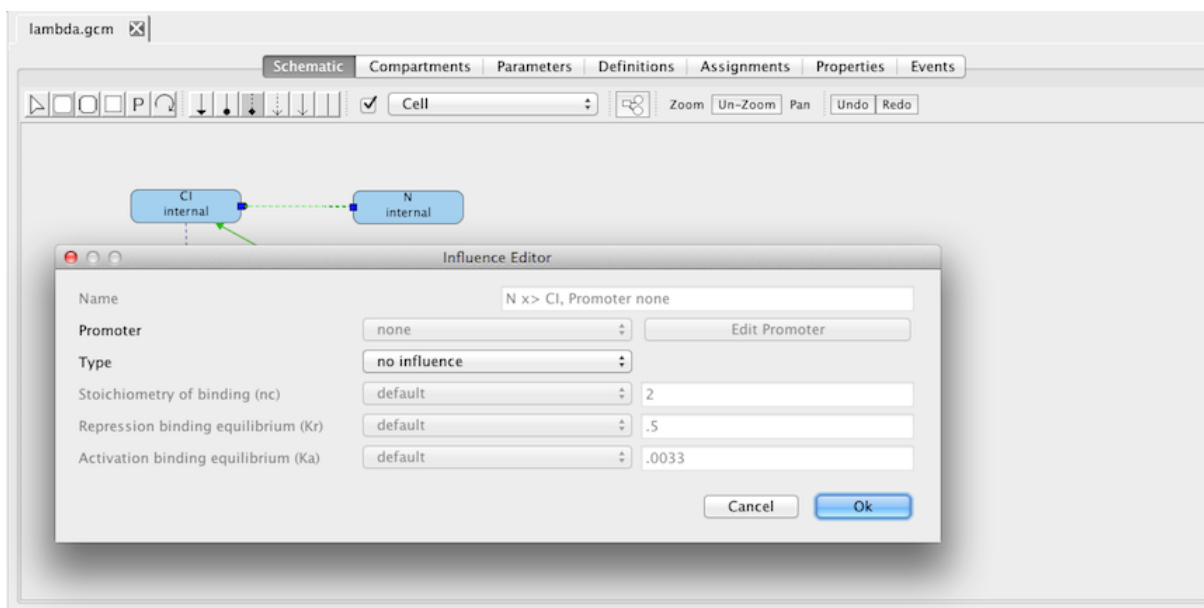 lambda.gcm
Schematic Compartments Parameters Definitions Assignments Properties Events
P Cell Zoom Un-Zoom Pan Undo Redo
CI N
internal internal
Influence Editor
Name N x> CI, Promoter none
Promoter none Edit Promoter
Type no influence
Stoichiometry of binding (nc) default 2
Repression binding equilibrium (Kr) default .5
Activation binding equilibrium (Ka) default .0033
Cancel Ok